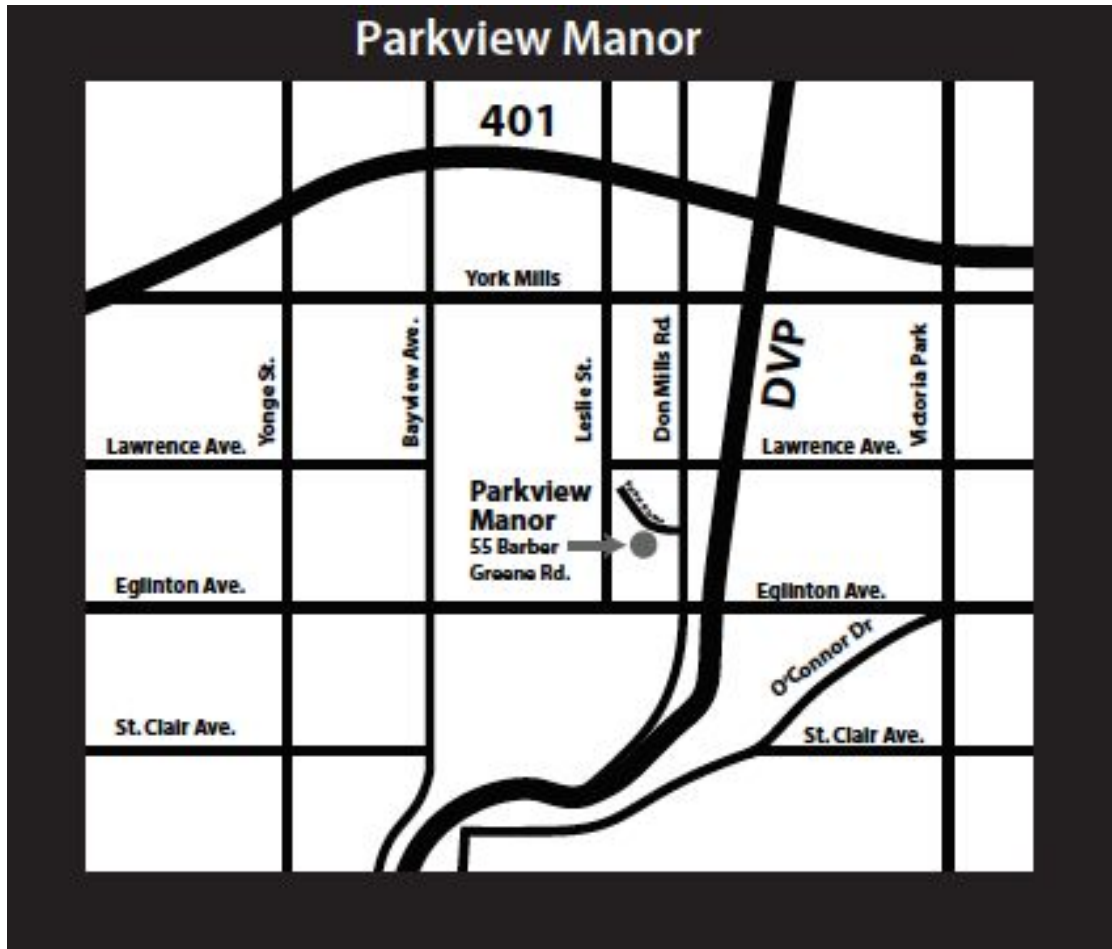 Parkview Manor
401
York Mills
Yonge St.
Bayview Ave.
Leslie St.
Don Mills Rd.
DVP
Victoria Park
Lawrence Ave.
Lawrence Ave.
Parkview
Manor
55 Barber
Greene Rd.
Eglinton Ave.
Eglinton Ave.
O'Connor Dr
St. Clair Ave.
St. Clair Ave.